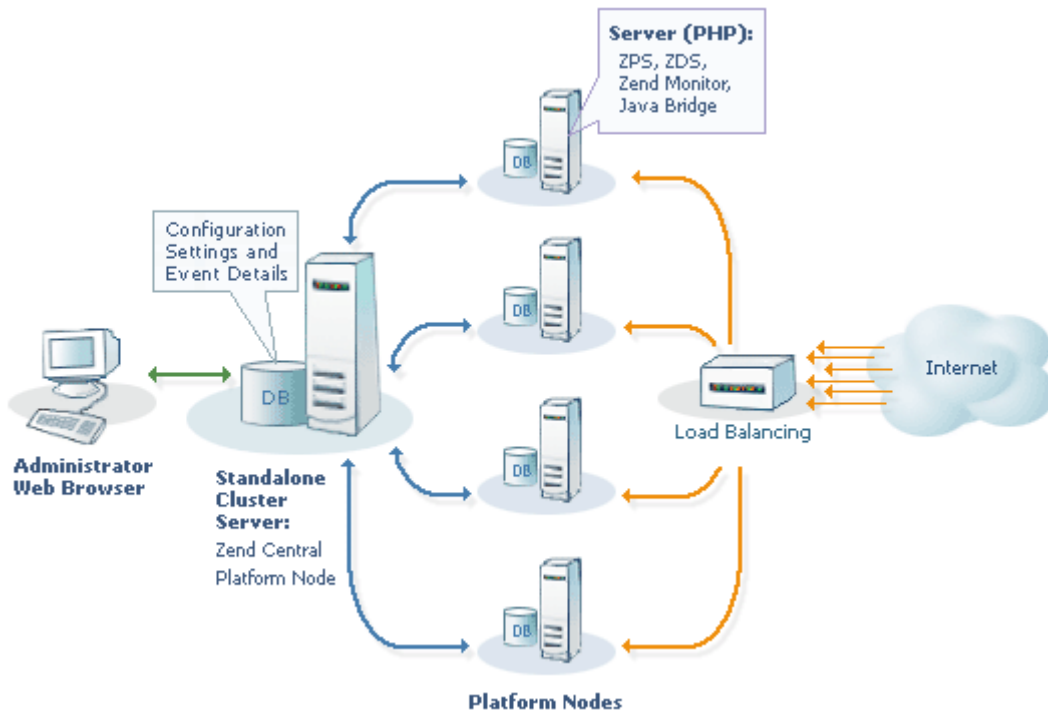 Server (PHP):
ZPS, ZDS,
Zend Monitor,
Java Bridge
DB
Configuration
Settings and
Event Details
DB
Internet
DB
Load Balancing
Administrator
Web Browser
Standalone
Cluster
Server:
Zend Central
Platform Node
DB
DB
Platform Nodes